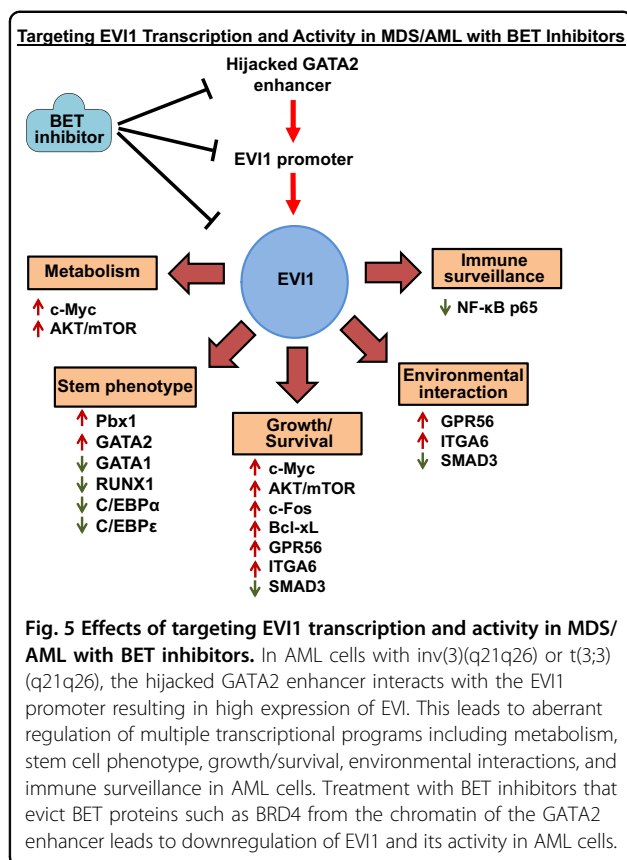 Targeting EVI1 Transcription and Activity in MDS/AML with BET Inhibitors
Hijacked GATA2
enhancer
BET
inhibitor
EVI1 promoter
EVI1
Metabolism
↑ c-Myc
↑ AKT/mTOR
Immune
surveillance
↓ NF-κB p65
Stem phenotype
↑ Pbx1
↑ GATA2
↓ GATA1
↓ RUNX1
↓ C/EBPα
↓ C/EBPε
Growth/
Survival
↑ c-Myc
↑ AKT/mTOR
↑ c-Fos
↑ Bcl-xL
↑ GPR56
↑ ITGA6
↓ SMAD3
Environmental
interaction
↑ GPR56
↑ ITGA6
↓ SMAD3
Fig. 5 Effects of targeting EVI1 transcription and activity in MDS/
AML with BET inhibitors. In AML cells with inv(3)(q21q26) or t(3;3)
(q21q26), the hijacked GATA2 enhancer interacts with the EVI1
promoter resulting in high expression of EVI. This leads to aberrant
regulation of multiple transcriptional programs including metabolism,
stem cell phenotype, growth/survival, environmental interactions, and
immune surveillance in AML cells. Treatment with BET inhibitors that
evict BET proteins such as BRD4 from the chromatin of the GATA2
enhancer leads to downregulation of EVI1 and its activity in AML cells.